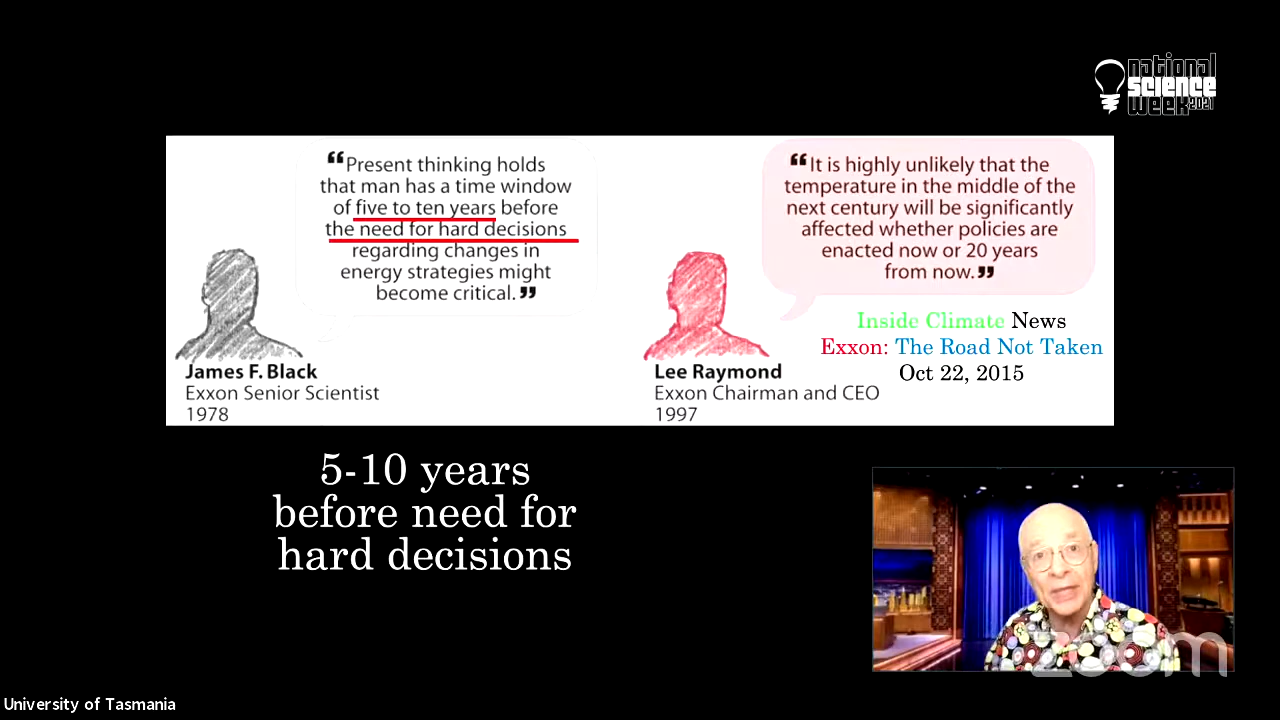 national
science
week 2021
“Present thinking holds
that man has a time window
of five to ten years before
the need for hard decisions
regarding changes in
energy strategies might
become critical.”
James F. Black
Exxon Senior Scientist
1978
“It is highly unlikely that the
temperature in the middle of the
next century will be significantly
affected whether policies are
enacted now or 20 years
from now.”
Lee Raymond
Exxon Chairman and CEO
1997
Inside Climate News
Exxon: The Road Not Taken
Oct 22, 2015
5-10 years
before need for
hard decisions
zoom
University of Tasmania